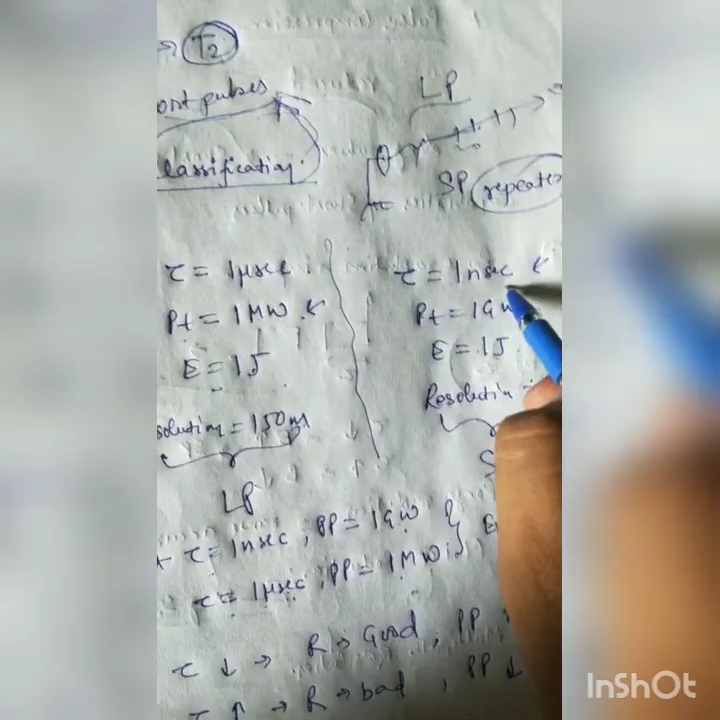 → T2
LP
ort pulses
lassification.
SP repeater
τ = 1μsec
τ = 1nsec
Pt = 1MW
Pt = 1GW
E = 1J
E = 1J
Resolution
solution = 150m
LP
S
τ = 1nsec, PP = 1GW } E
τ = 1μsec, PP = 1MW
τ ↓ → R → Good, PP ↑
τ ↑ → R → bad, PP ↓
InShOt